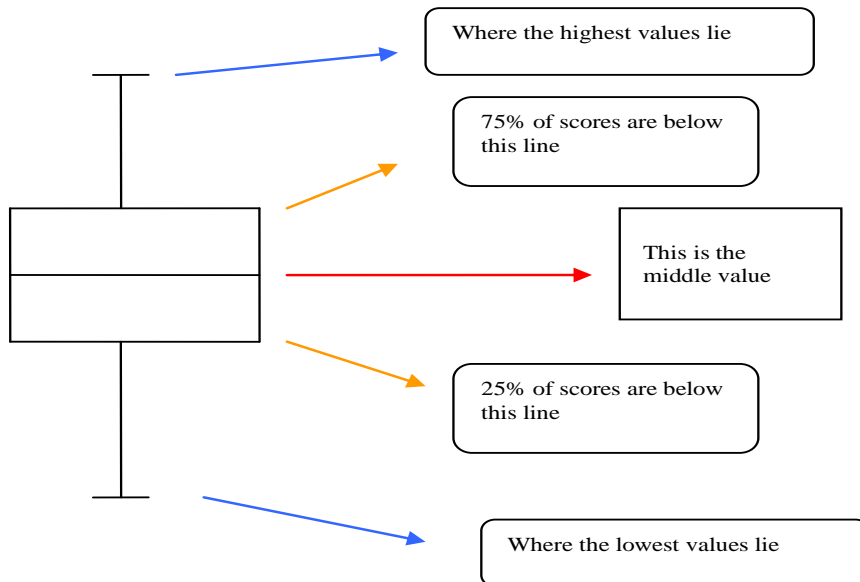 Where the highest values lie
75% of scores are below
this line
This is the
middle value
25% of scores are below
this line
Where the lowest values lie